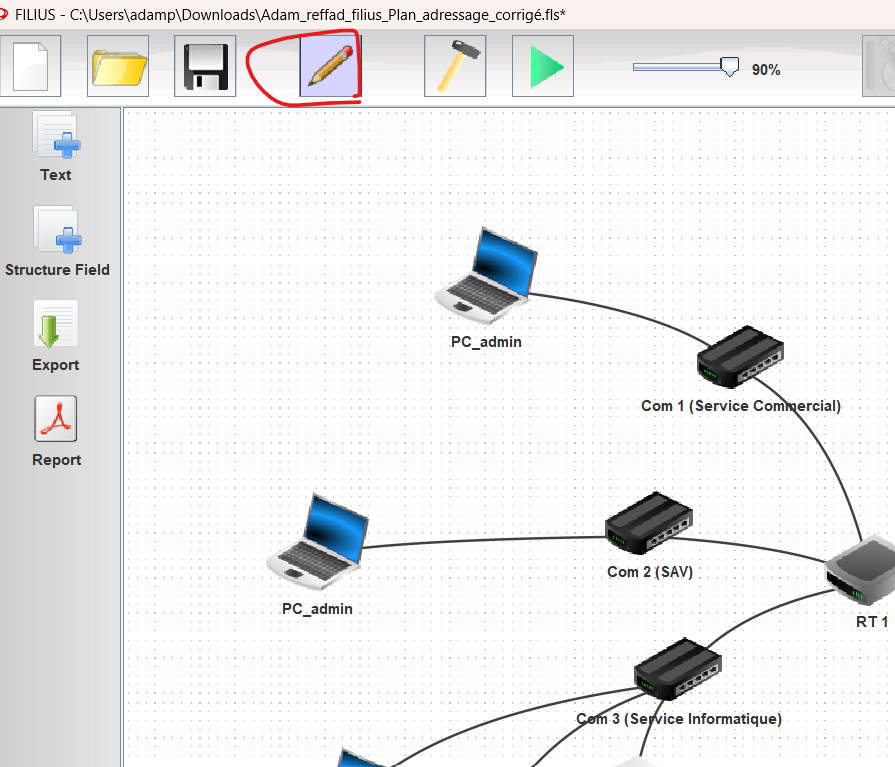 FILIUS - C:\Users\adamp\Downloads\Adam_reffad_filius_Plan_adressage_corrigé.fls*
90%
Text
Structure Field
Export
Report
PC_admin
Com 1 (Service Commercial)
Com 2 (SAV)
PC_admin
RT 1
Com 3 (Service Informatique)